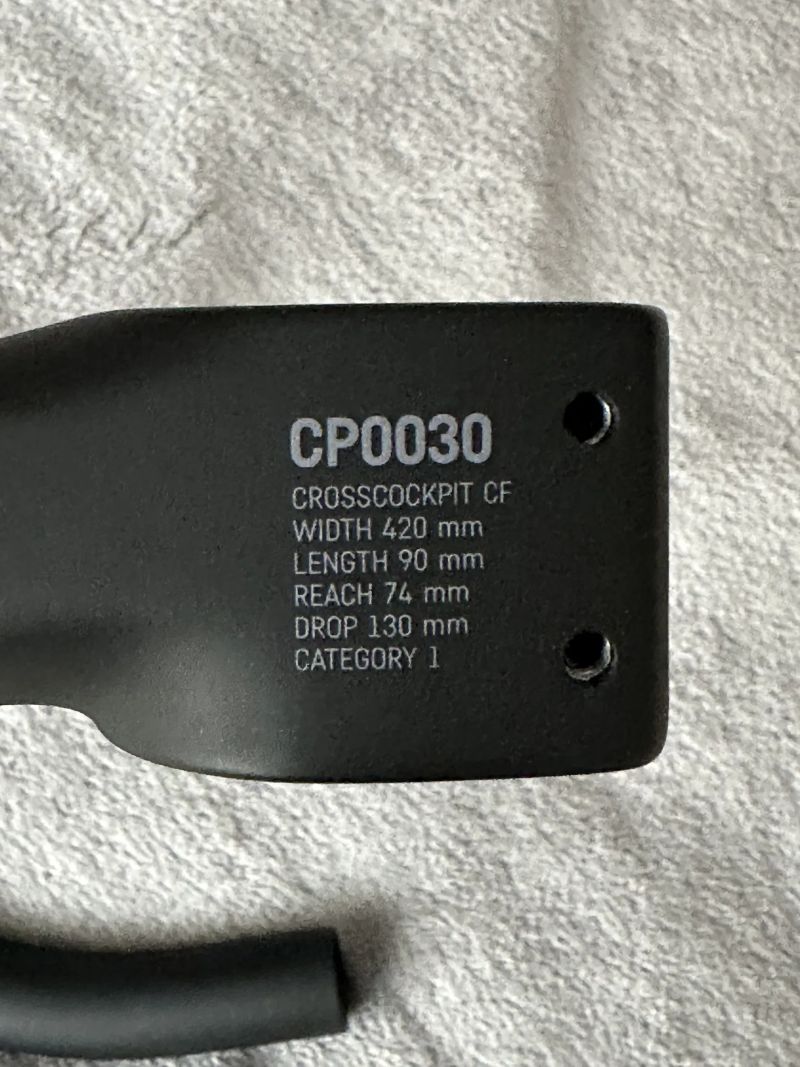 CP0030
CROSSCOCKPIT CF
WIDTH 420 mm
LENGTH 90 mm
REACH 74 mm
DROP 130 mm
CATEGORY 1